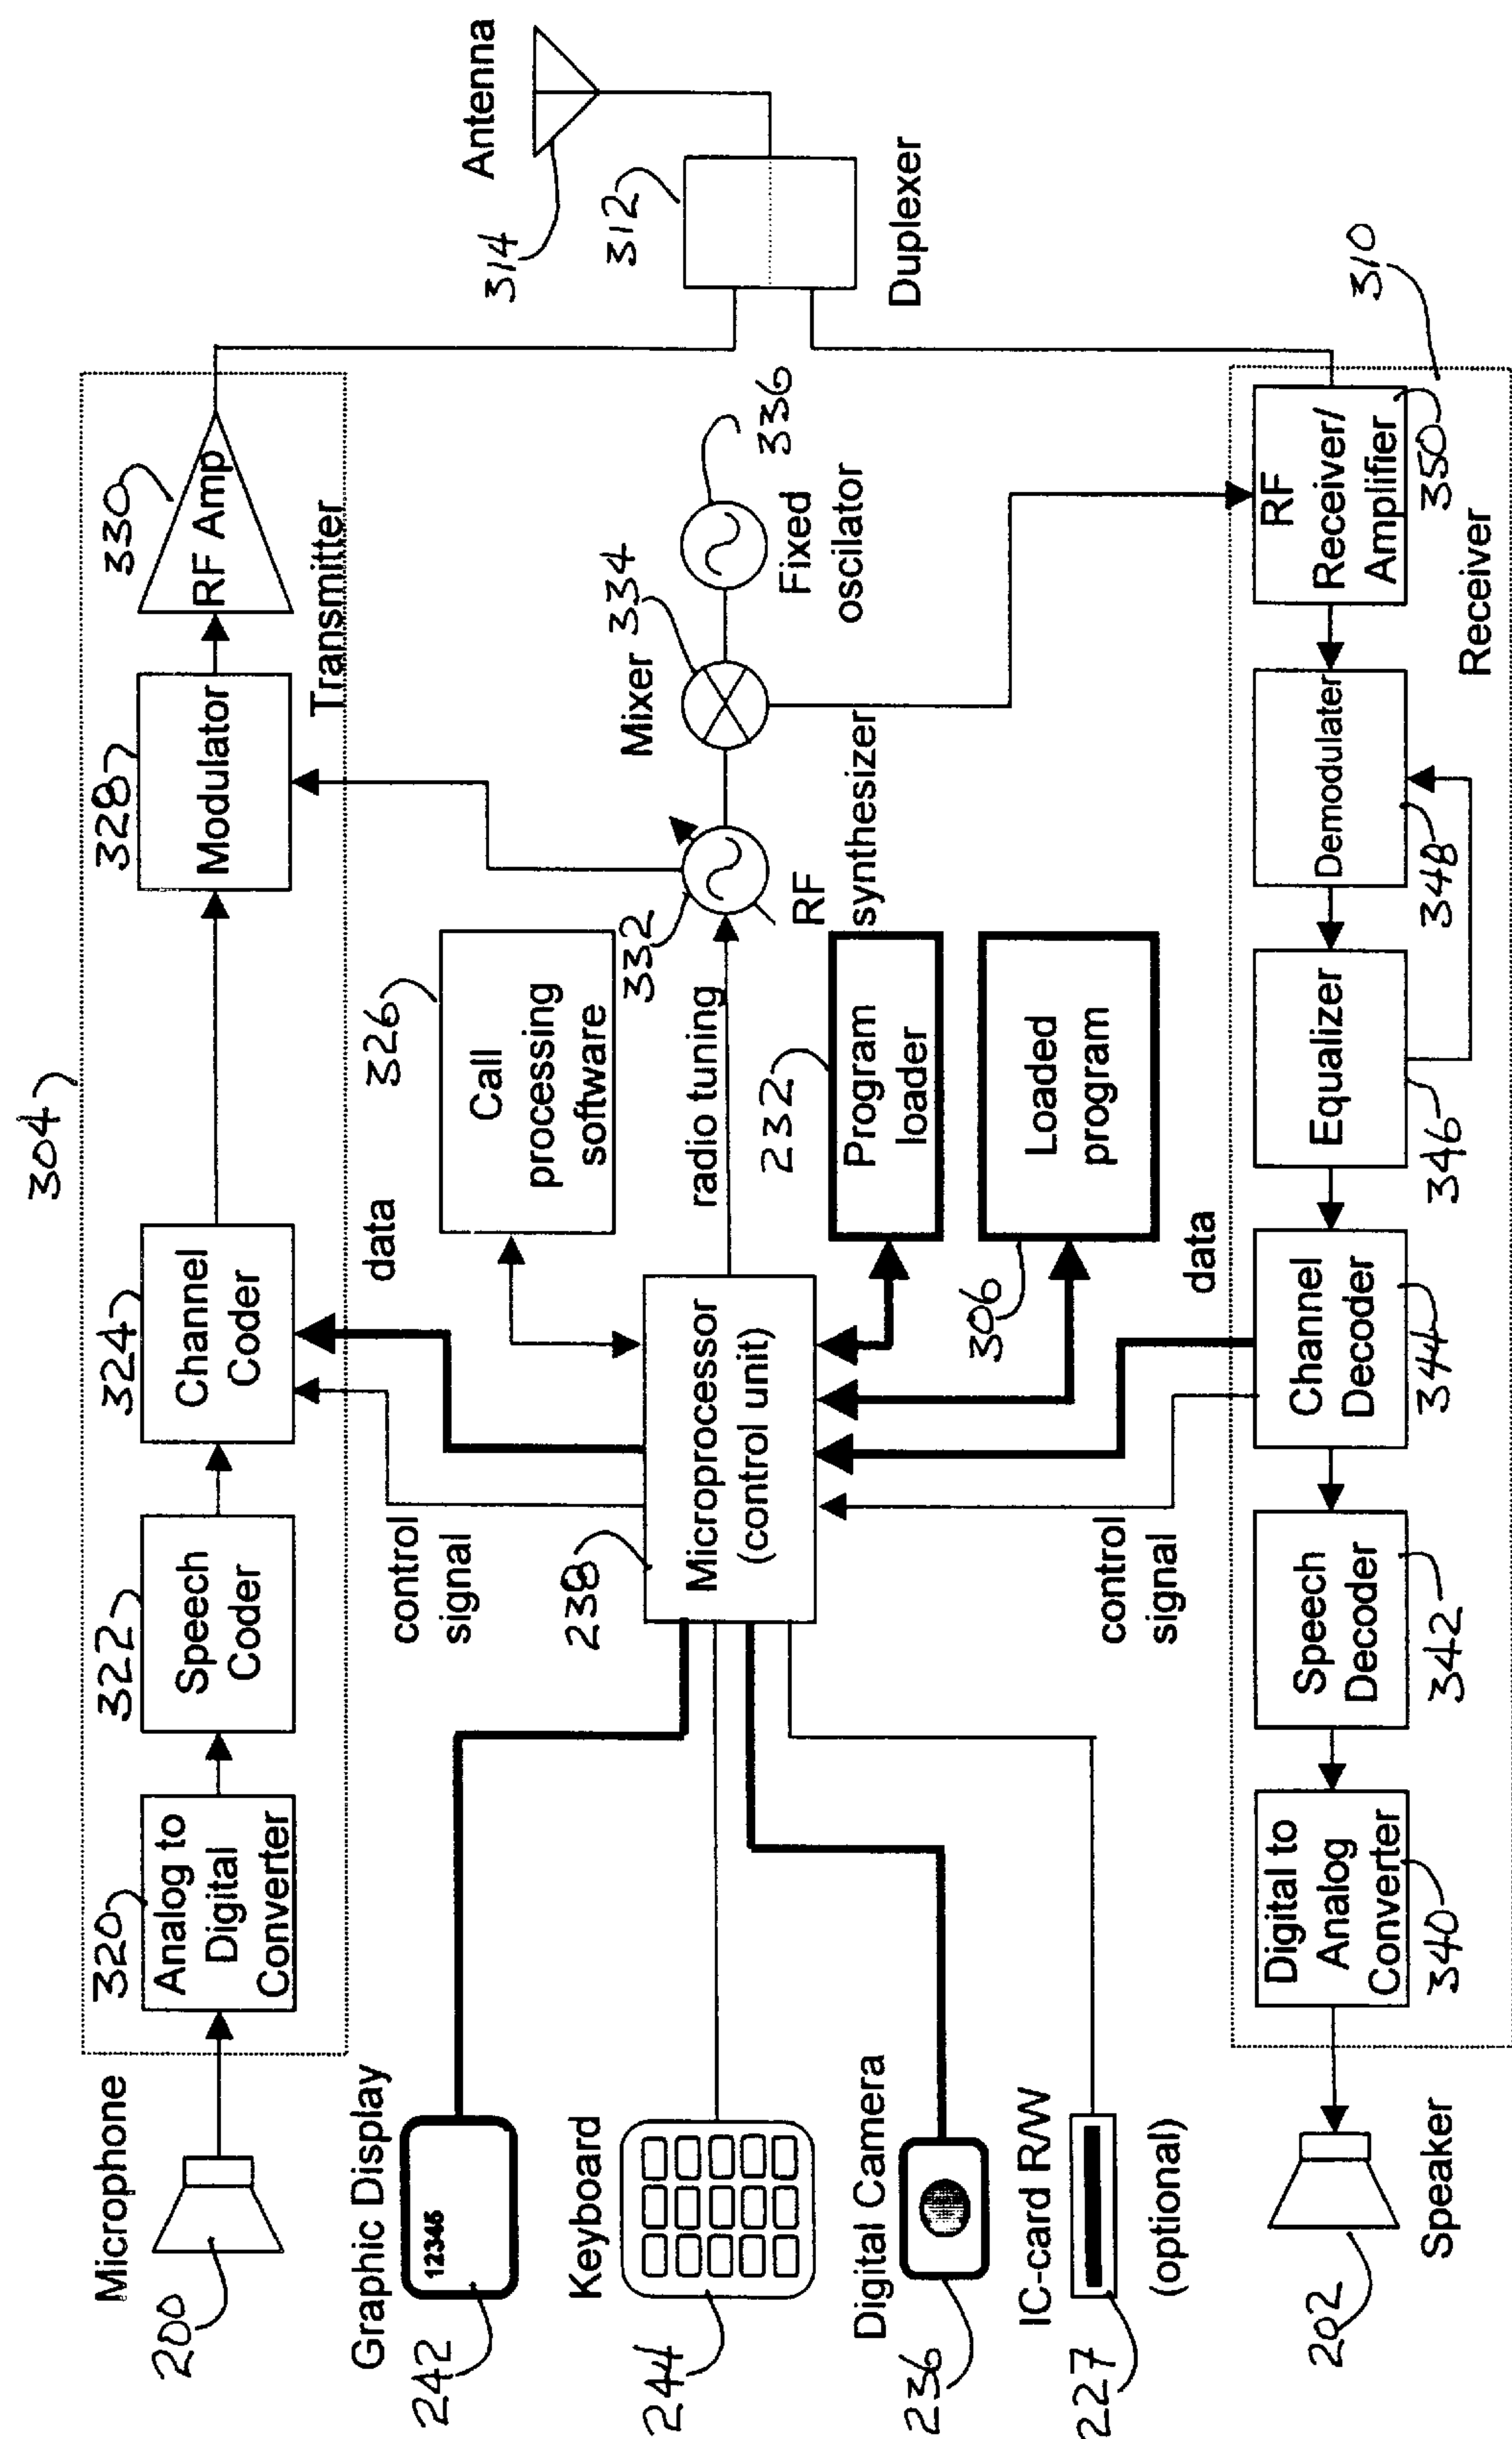 304
Microphone
200
320
Analog to
Digital
Converter
322
Speech
Coder
324
Channel
Coder
328
Modulator
330
RF Amp
Transmitter
Antenna
314
312
Duplexer
Graphic Display
12345
242
control
signal
data
326
Call
processing
software
Keyboard
244
238
Microprocessor
(control unit)
radio tuning
332
RF
synthesizer
Mixer
334
336
Fixed
oscilator
232
Program
loader
306
Loaded
program
Digital Camera
236
IC-card R/W
(optional)
227
control
signal
data
310
Speaker
202
Digital to
Analog
Converter
340
Speech
Decoder
342
Channel
Decoder
344
Equalizer
346
Demodulater
348
RF
Receiver/
Amplifier
350
Receiver